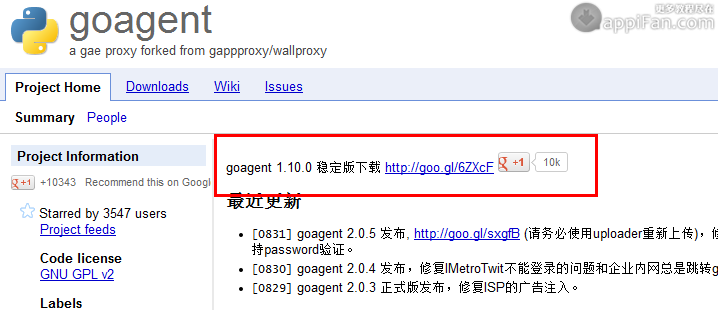 goagent
a gae proxy forked from gappproxy/wallproxy
更多教程尽在
appiFan.com
Project Home Downloads Wiki Issues
Summary People
Project Information
g +1 +10343 Recommend this on Googl
Starred by 3547 users
Project feeds
Code license
GNU GPL v2
Labels
goagent 1.10.0 稳定版下载 http://goo.gl/6ZXcF g +1 10k
最近更新
[0831] goagent 2.0.5 发布, http://goo.gl/sxgfB (请务必使用uploader重新上传)，修
持password验证。
[0830] goagent 2.0.4 发布，修复IMetroTwit不能登录的问题和企业内网总是跳转g
[0829] goagent 2.0.3 正式版发布，修复ISP的广告注入。